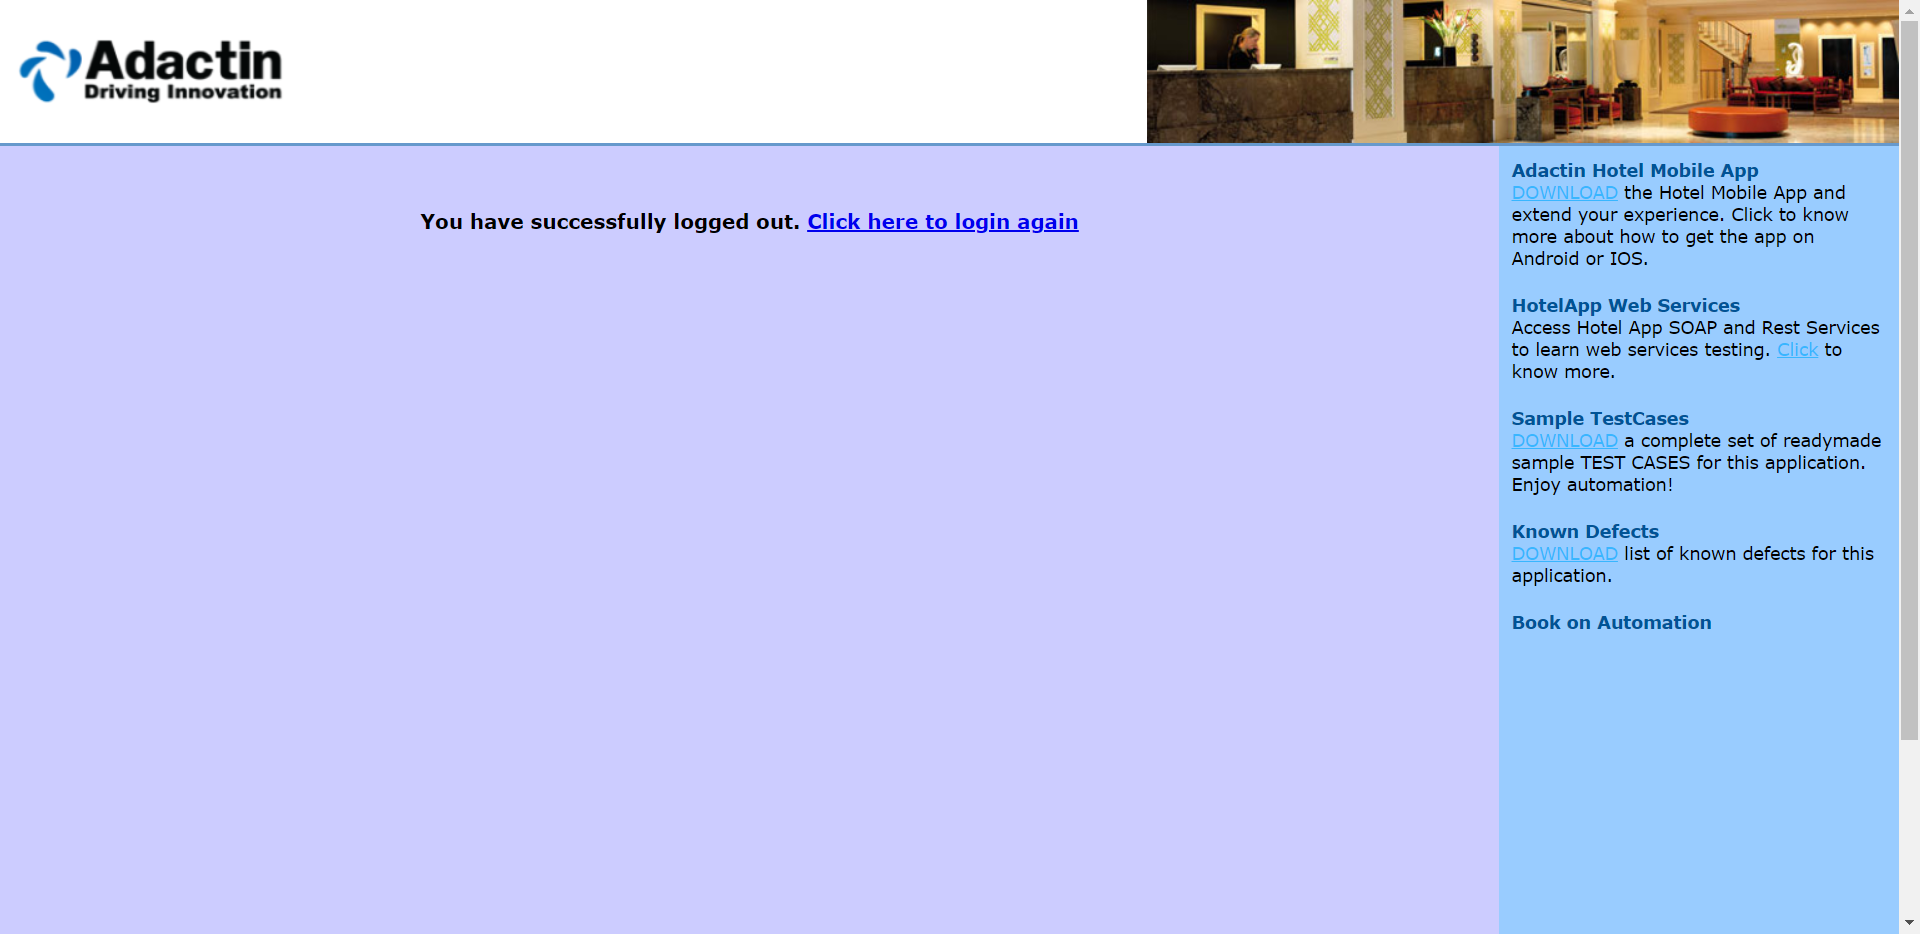 Adactin
Driving Innovation
You have successfully logged out. Click here to login again
Adactin Hotel Mobile App
DOWNLOAD the Hotel Mobile App and
extend your experience. Click to know
more about how to get the app on
Android or IOS.
HotelApp Web Services
Access Hotel App SOAP and Rest Services
to learn web services testing. Click to
know more.
Sample TestCases
DOWNLOAD a complete set of readymade
sample TEST CASES for this application.
Enjoy automation!
Known Defects
DOWNLOAD list of known defects for this
application.
Book on Automation